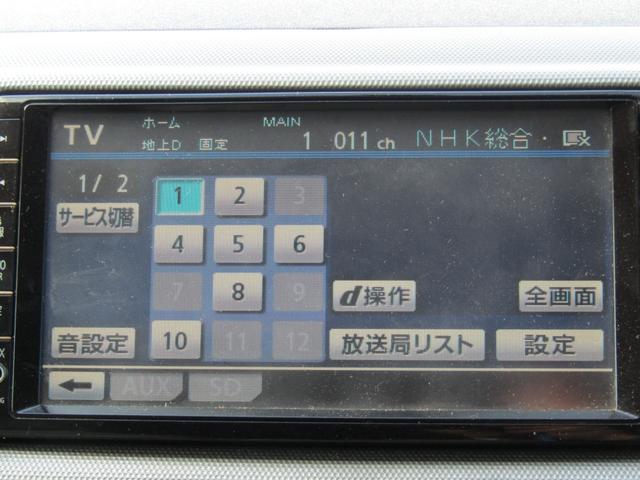 TV ホーム MAIN
地上D 固定 1 011 ch NHK総合・
1/ 2
サービス切替
1 2 3
4 5 6
7 8 9
10 11 12
d操作 全画面
音設定 放送局リスト 設定
AUX SD